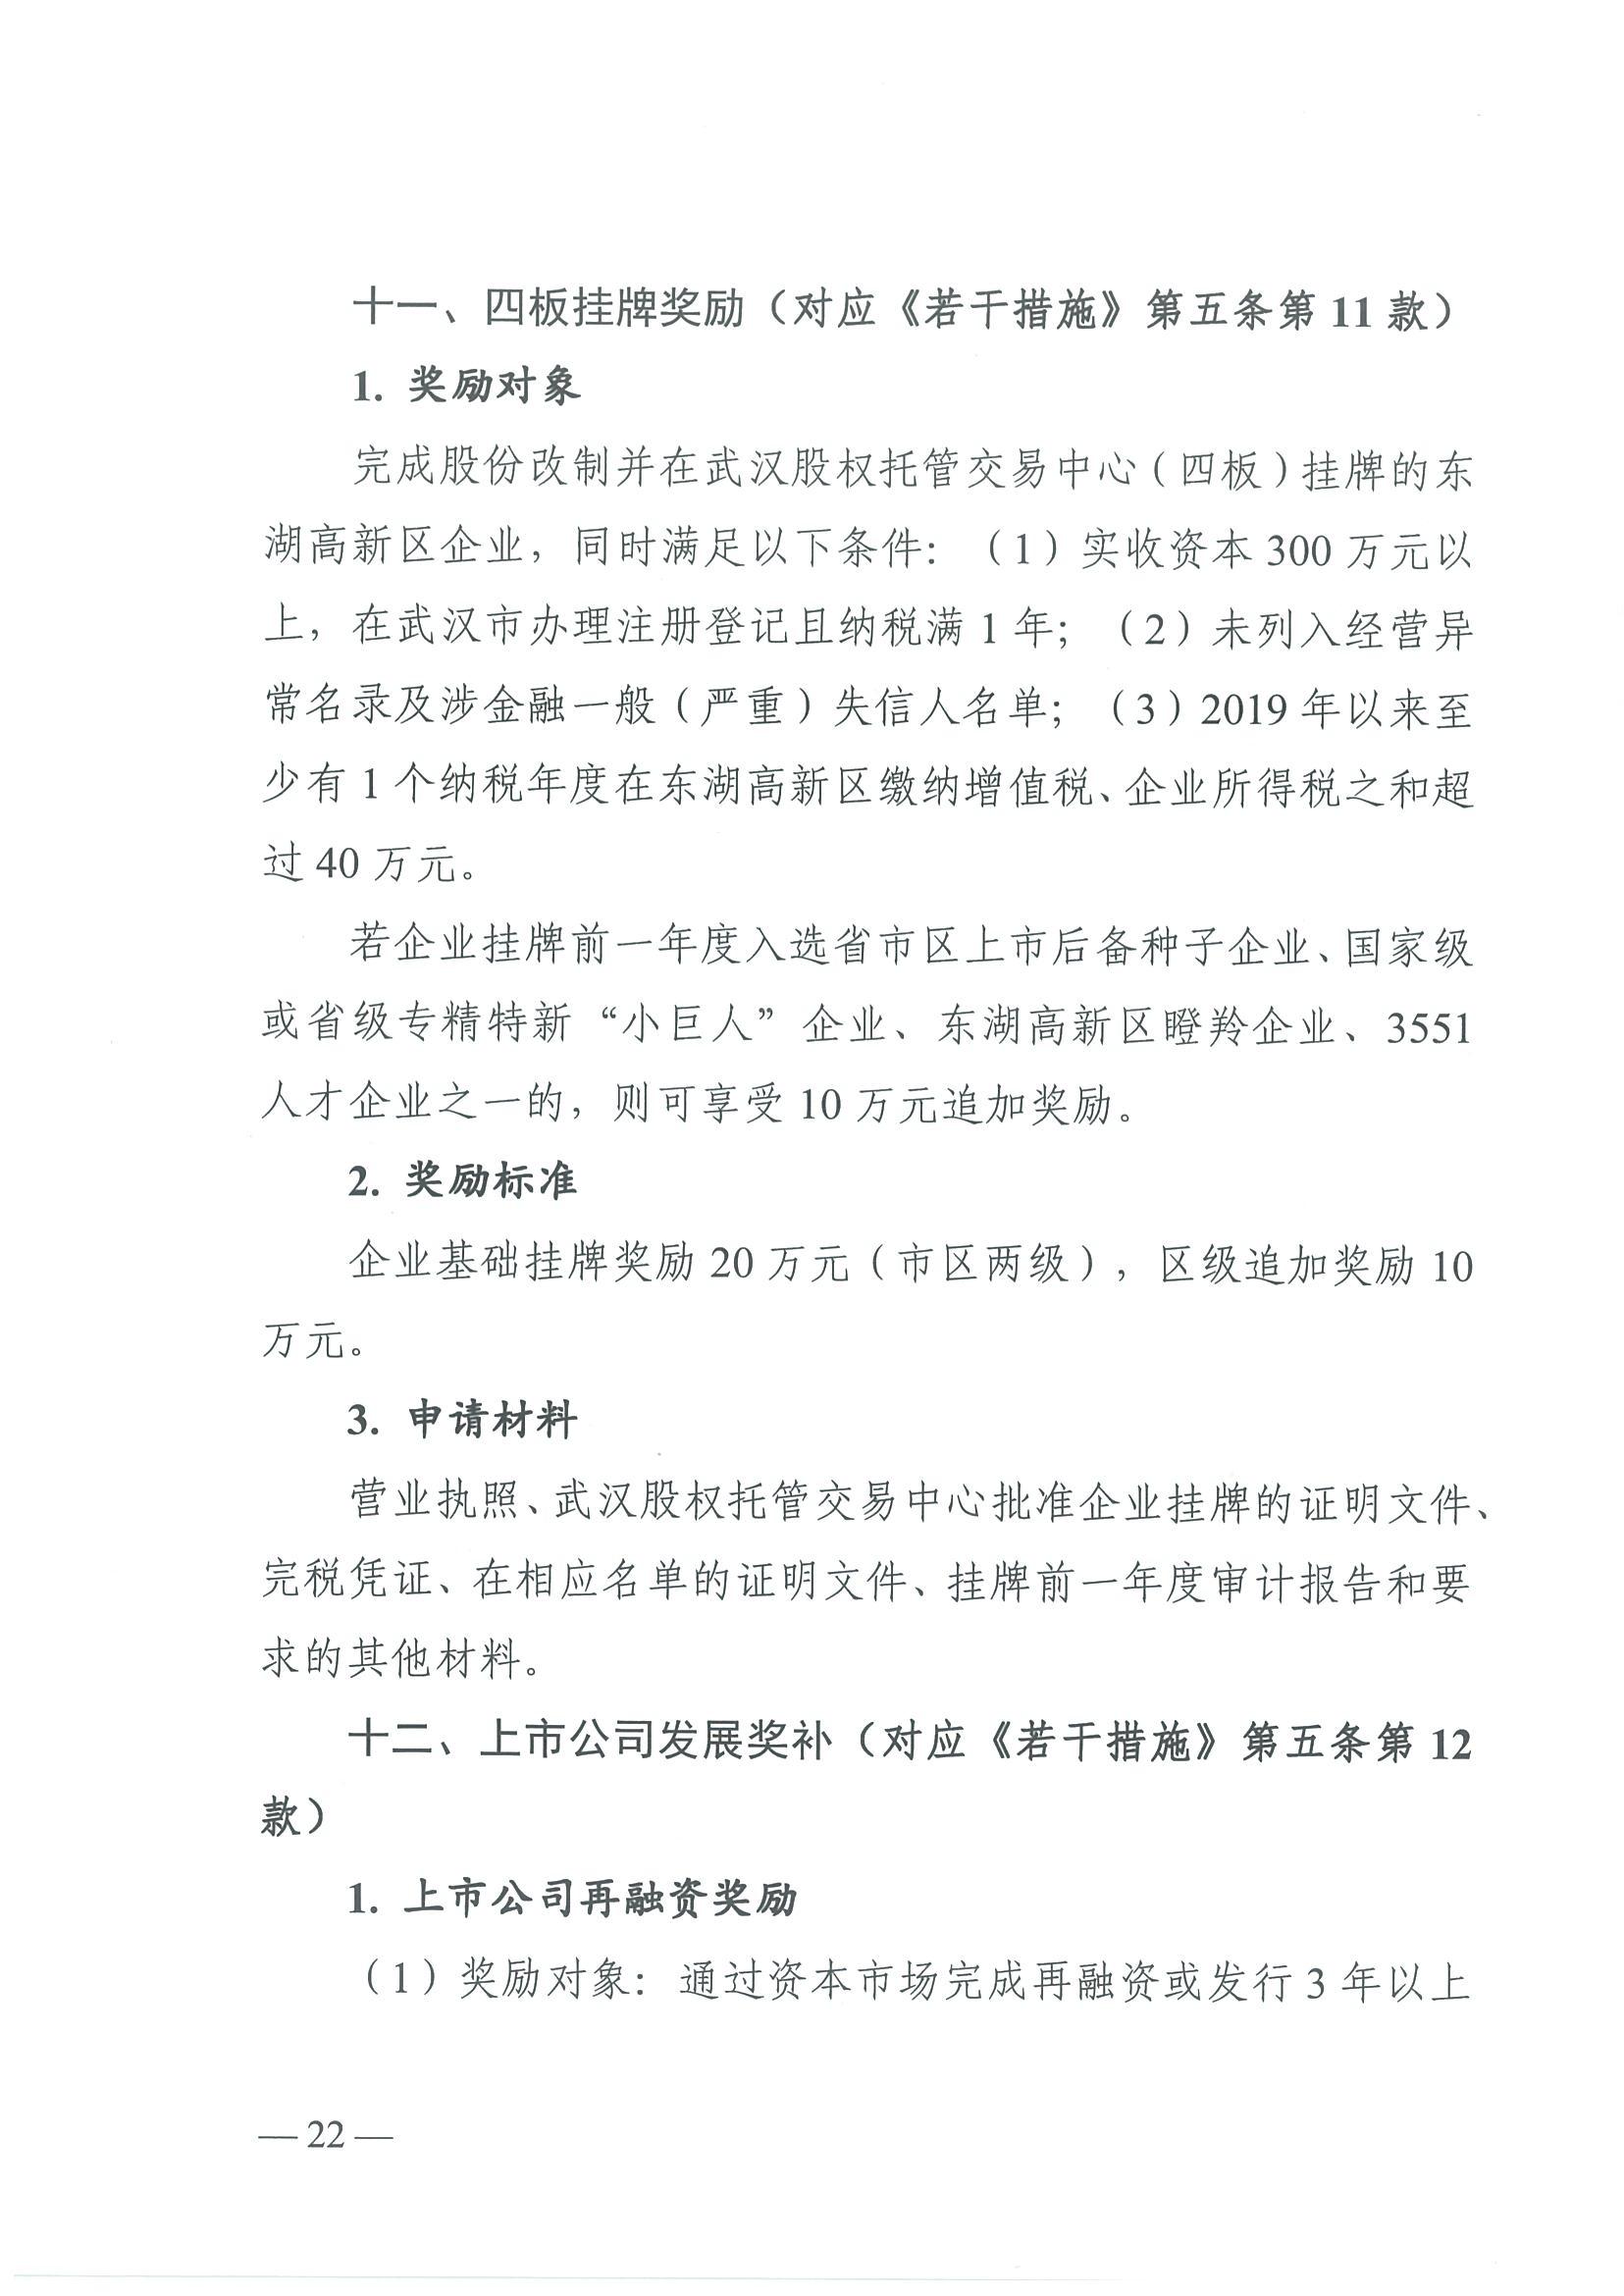 十一、四板挂牌奖励（对应《若干措施》第五条第 11 款）
1. 奖励对象
完成股份改制并在武汉股权托管交易中心（四板）挂牌的东
湖高新区企业，同时满足以下条件：（1）实收资本 300 万元以
上，在武汉市办理注册登记且纳税满 1 年；（2）未列入经营异
常名录及涉金融一般（严重）失信人名单；（3）2019 年以来至
少有 1 个纳税年度在东湖高新区缴纳增值税、企业所得税之和超
过 40 万元。
若企业挂牌前一年度入选省市区上市后备种子企业、国家级
或省级专精特新“小巨人”企业、东湖高新区瞪羚企业、3551
人才企业之一的，则可享受 10 万元追加奖励。
2. 奖励标准
企业基础挂牌奖励 20 万元（市区两级），区级追加奖励 10
万元。
3. 申请材料
营业执照、武汉股权托管交易中心批准企业挂牌的证明文件、
完税凭证、在相应名单的证明文件、挂牌前一年度审计报告和要
求的其他材料。
十二、上市公司发展奖补（对应《若干措施》第五条第 12
款）
1. 上市公司再融资奖励
（1）奖励对象：通过资本市场完成再融资或发行 3 年以上
— 22 —